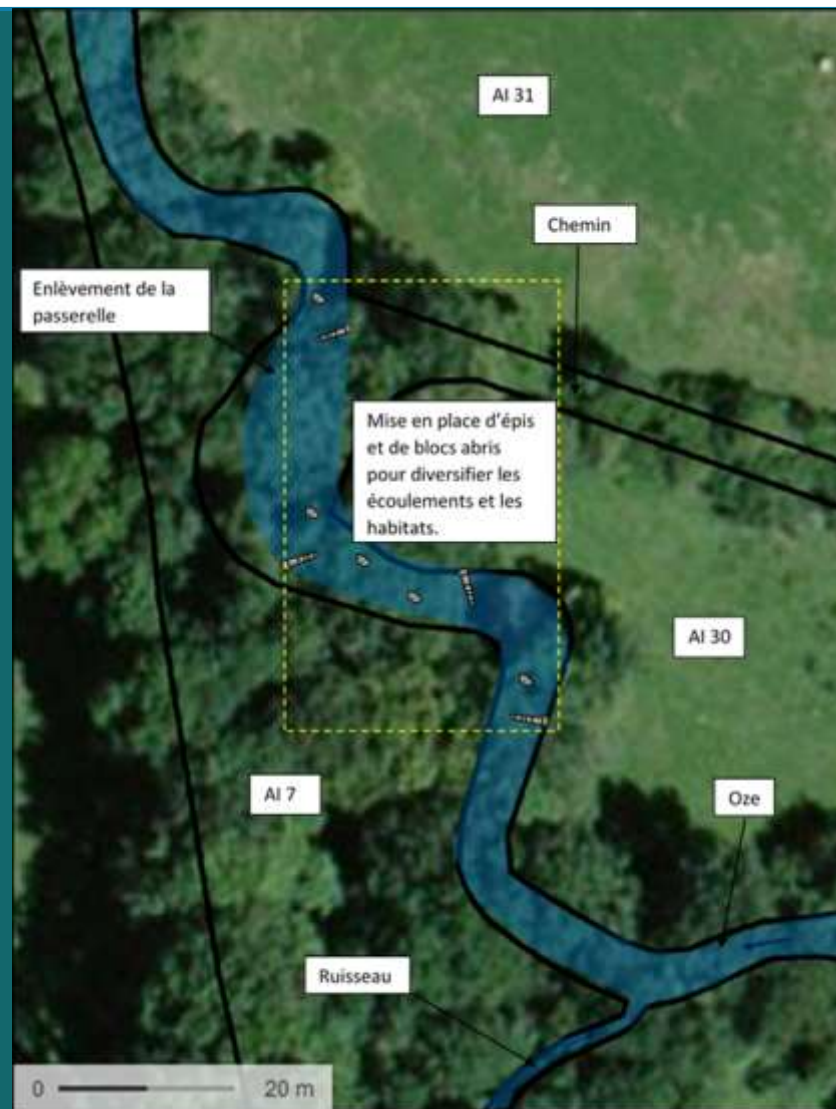 AI 31
Chemin
Enlèvement de la
passerelle
Mise en place d'épis
et de blocs abris
pour diversifier les
écoulements et les
habitats.
AI 30
AI 7
Oze
Ruisseau
0 20 m